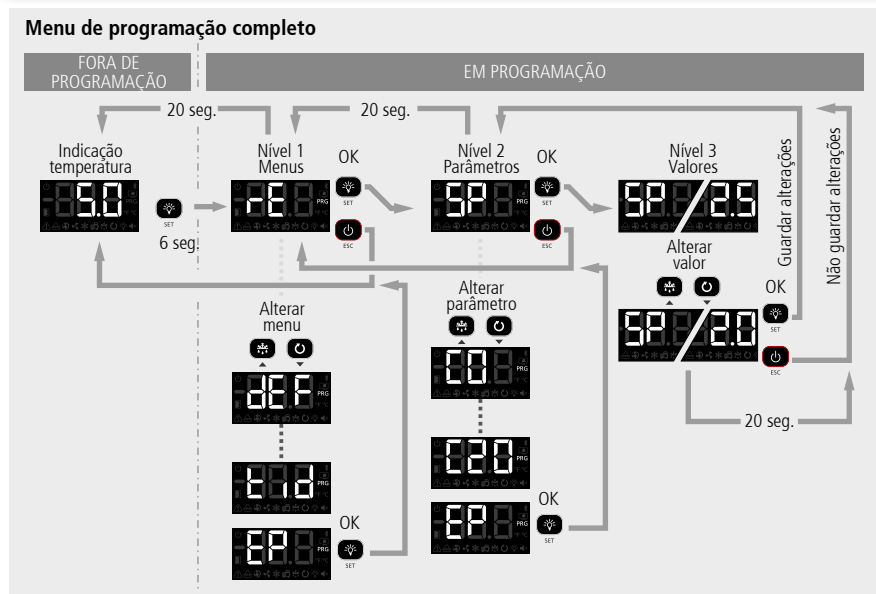 Menu de programação completo
FORA DE
PROGRAMAÇÃO
EM PROGRAMAÇÃO
20 seg.
20 seg.
Indicação
temperatura
Nível 1
Menus
OK
Nível 2
Parâmetros
OK
Nível 3
Valores
5.0
SET
6 seg.
rE
PRG
SET
ESC
SP
PRG
SET
ESC
SP
2.5
Guardar alterações
Não guardar alterações
Alterar
valor
OK
SP
2.0
SET
ESC
20 seg.
Alterar
menu
dEF
PRG
tid
PRG
EP
PRG
OK
SET
Alterar
parâmetro
C0
PRG
C20
EP
PRG
OK
SET